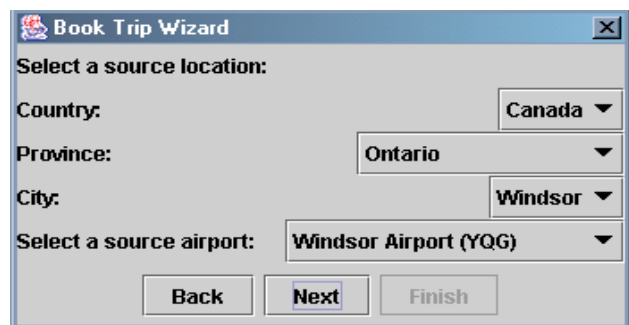 Book Trip Wizard
Select a source location:
Country: Canada
Province: Ontario
City: Windsor
Select a source airport: Windsor Airport (YQG)
Back Next Finish